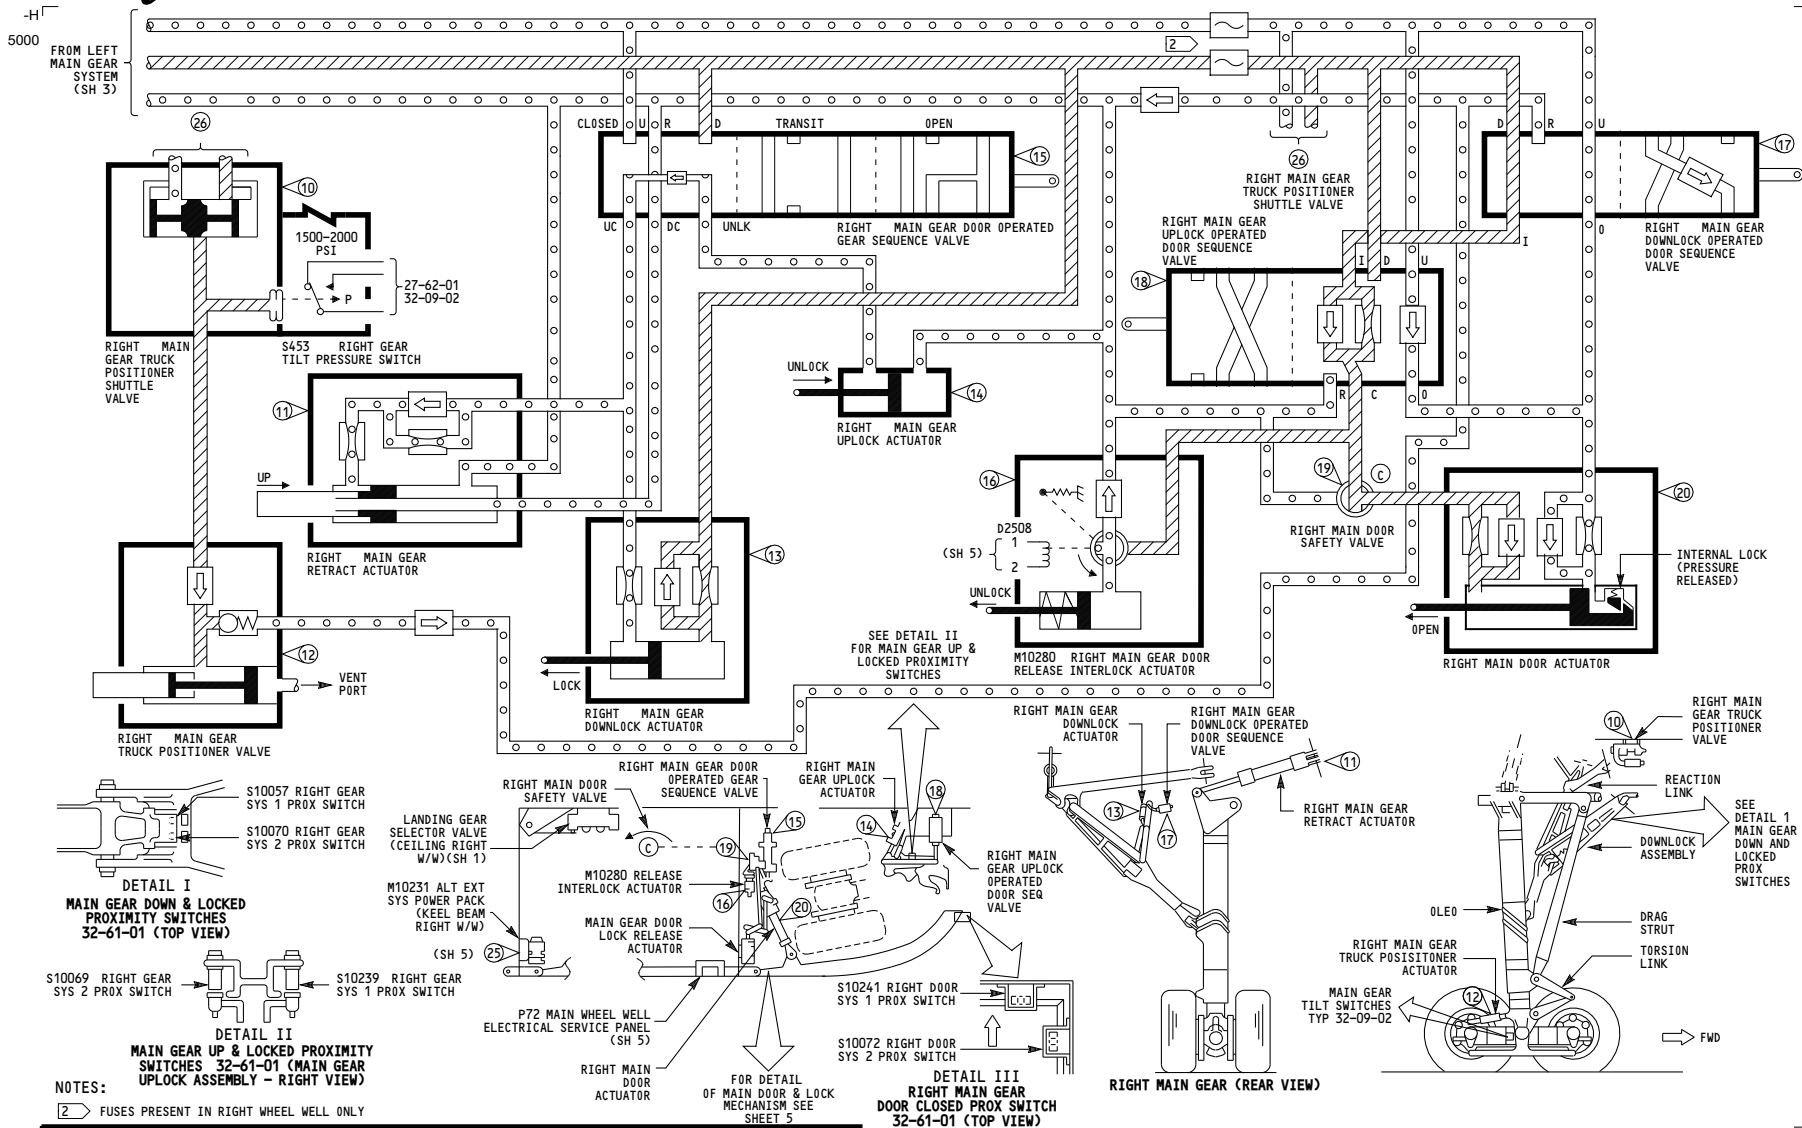 -H
5000
FROM LEFT
MAIN GEAR
SYSTEM
(SH 3)
2
26
CLOSED U R D TRANSIT OPEN
15
UC DC UNLK
RIGHT MAIN GEAR DOOR OPERATED
GEAR SEQUENCE VALVE
26
RIGHT MAIN GEAR
TRUCK POSITIONER
SHUTTLE VALVE
D R U
17
I O
RIGHT MAIN GEAR
DOWNLOCK OPERATED
DOOR SEQUENCE
VALVE
10
1500-2000
PSI
P
27-62-01
32-09-02
RIGHT MAIN
GEAR TRUCK
POSITIONER
SHUTTLE
VALVE
S453 RIGHT GEAR
TILT PRESSURE SWITCH
RIGHT MAIN GEAR
UPLOCK OPERATED
DOOR SEQUENCE
VALVE
18
I D U
R C O
11
UP
RIGHT MAIN GEAR
RETRACT ACTUATOR
UNLOCK
14
RIGHT MAIN GEAR
UPLOCK ACTUATOR
16
D2508
1
2
(SH 5)
UNLOCK
M10280 RIGHT MAIN GEAR DOOR
RELEASE INTERLOCK ACTUATOR
19
C
RIGHT MAIN DOOR
SAFETY VALVE
20
INTERNAL LOCK
(PRESSURE
RELEASED)
OPEN
RIGHT MAIN DOOR ACTUATOR
12
VENT
PORT
RIGHT MAIN GEAR
TRUCK POSITIONER VALVE
13
LOCK
RIGHT MAIN GEAR
DOWNLOCK ACTUATOR
SEE DETAIL II
FOR MAIN GEAR UP &
LOCKED PROXIMITY
SWITCHES
S10057 RIGHT GEAR
SYS 1 PROX SWITCH
S10070 RIGHT GEAR
SYS 2 PROX SWITCH
DETAIL I
MAIN GEAR DOWN & LOCKED
PROXIMITY SWITCHES
32-61-01 (TOP VIEW)
S10069 RIGHT GEAR
SYS 2 PROX SWITCH
S10239 RIGHT GEAR
SYS 1 PROX SWITCH
DETAIL II
MAIN GEAR UP & LOCKED PROXIMITY
SWITCHES 32-61-01 (MAIN GEAR
UPLOCK ASSEMBLY - RIGHT VIEW)
NOTES:
2 FUSES PRESENT IN RIGHT WHEEL WELL ONLY
RIGHT MAIN DOOR
SAFETY VALVE
RIGHT MAIN GEAR DOOR
OPERATED GEAR
SEQUENCE VALVE
RIGHT MAIN
GEAR UPLOCK
ACTUATOR
LANDING GEAR
SELECTOR VALVE
(CEILING RIGHT
W/W)(SH 1)
C
15
14
18
19
M10280 RELEASE
INTERLOCK ACTUATOR
16
20
M10231 ALT EXT
SYS POWER PACK
(KEEL BEAM
RIGHT W/W)
(SH 5)
25
MAIN GEAR DOOR
LOCK RELEASE
ACTUATOR
RIGHT MAIN
GEAR UPLOCK
OPERATED
DOOR SEQ
VALVE
P72 MAIN WHEEL WELL
ELECTRICAL SERVICE PANEL
(SH 5)
RIGHT MAIN
DOOR
ACTUATOR
FOR DETAIL
OF MAIN DOOR & LOCK
MECHANISM SEE
SHEET 5
S10241 RIGHT DOOR
SYS 1 PROX SWITCH
S10072 RIGHT DOOR
SYS 2 PROX SWITCH
DETAIL III
RIGHT MAIN GEAR
DOOR CLOSED PROX SWITCH
32-61-01 (TOP VIEW)
RIGHT MAIN GEAR
DOWNLOCK
ACTUATOR
RIGHT MAIN GEAR
DOWNLOCK OPERATED
DOOR SEQUENCE
VALVE
11
13
17
RIGHT MAIN GEAR
RETRACT ACTUATOR
RIGHT MAIN GEAR (REAR VIEW)
10
RIGHT MAIN
GEAR TRUCK
POSITIONER
VALVE
REACTION
LINK
SEE
DETAIL 1
MAIN GEAR
DOWN AND
LOCKED
PROX
SWITCHES
DOWNLOCK
ASSEMBLY
OLEO
DRAG
STRUT
RIGHT MAIN GEAR
TRUCK POSISITONER
ACTUATOR
TORSION
LINK
MAIN GEAR
TILT SWITCHES
TYP 32-09-02
12
FWD